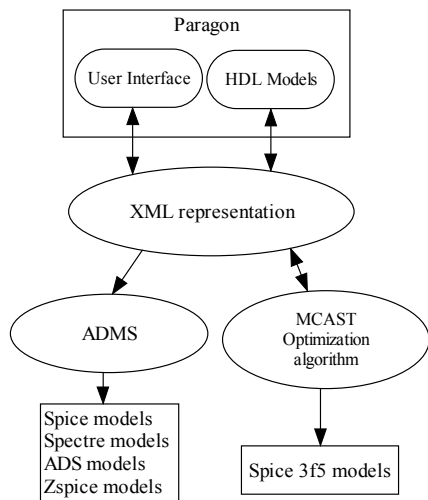 Paragon
User Interface
HDL Models
XML representation
ADMS
MCAST
Optimization
algorithm
Spice models
Spectre models
ADS models
Zspice models
Spice 3f5 models